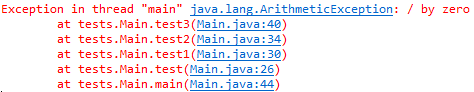 Exception in thread "main" java.lang.ArithmeticException: / by zero
at tests.Main.test3(Main.java:40)
at tests.Main.test2(Main.java:34)
at tests.Main.test1(Main.java:30)
at tests.Main.test(Main.java:26)
at tests.Main.main(Main.java:44)